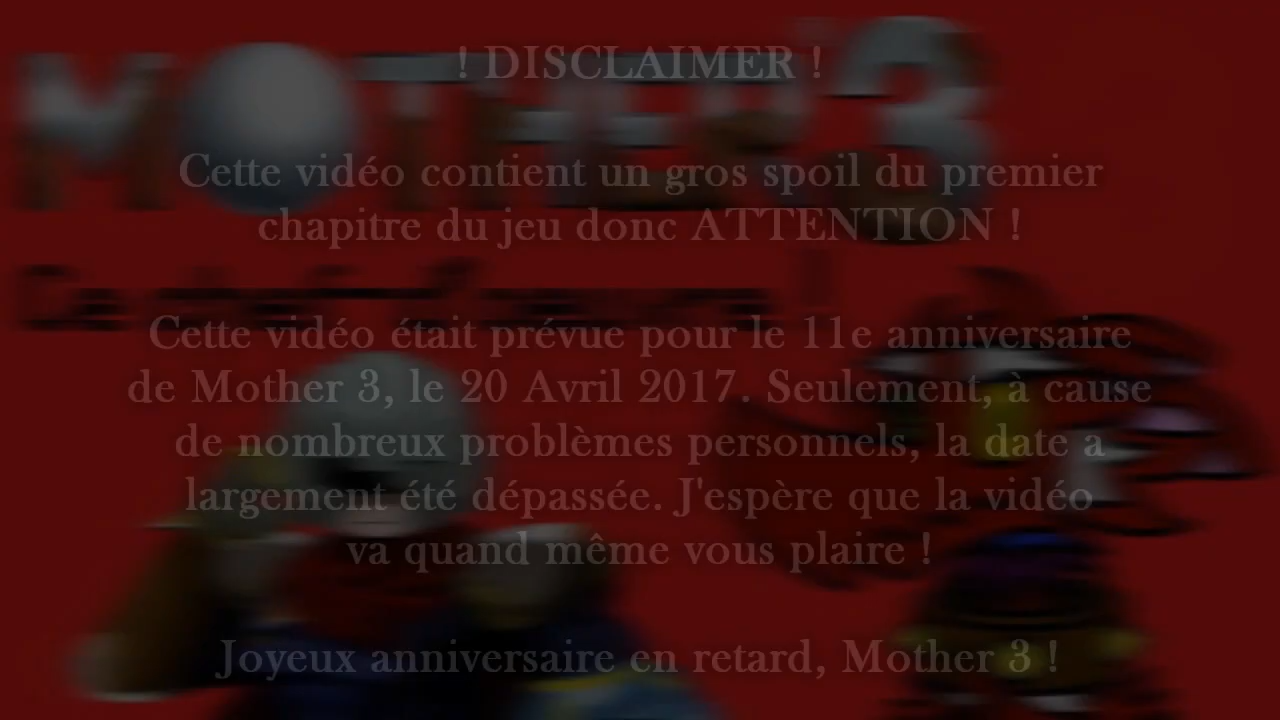 MOTHER 3
! DISCLAIMER !
Cette vidéo contient un gros spoil du premier
chapitre du jeu donc ATTENTION !
Cette vidéo était prévue pour le 11e anniversaire
de Mother 3, le 20 Avril 2017. Seulement, à cause
de nombreux problèmes personnels, la date a
largement été dépassée. J'espère que la vidéo
va quand même vous plaire !
Joyeux anniversaire en retard, Mother 3 !